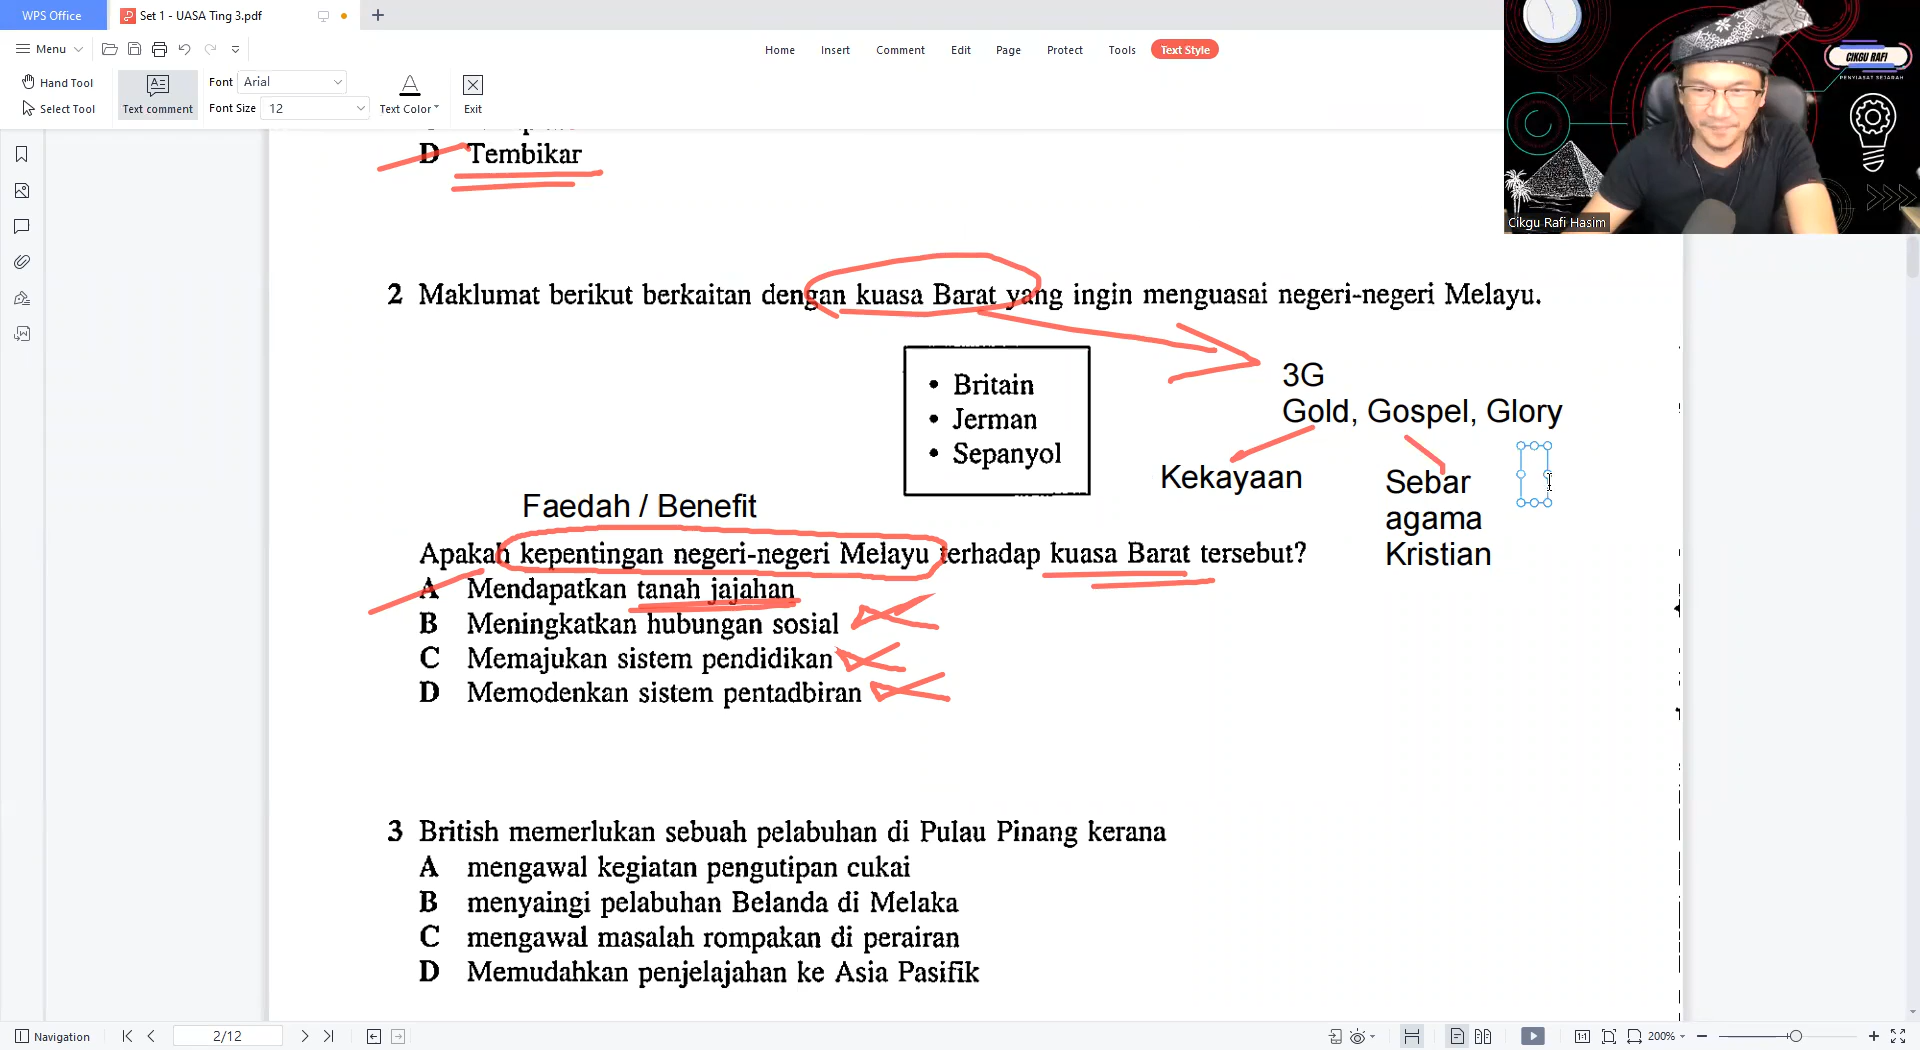 WPS Office
Set 1 - UASA Ting 3.pdf
Menu
Home Insert Comment Edit Page Protect Tools Text Style
Hand Tool
Select Tool
Text comment
Font Arial
Font Size 12
Text Color
Exit
CIKGU RAFI
PENYIASAT SEJARAH
Cikgu Rafi Hasim
D Tembikar
2 Maklumat berikut berkaitan dengan kuasa Barat yang ingin menguasai negeri-negeri Melayu.
• Britain
• Jerman
• Sepanyol
3G
Gold, Gospel, Glory
Kekayaan
Sebar
agama
Kristian
Faedah / Benefit
Apakah kepentingan negeri-negeri Melayu terhadap kuasa Barat tersebut?
A Mendapatkan tanah jajahan
B Meningkatkan hubungan sosial
C Memajukan sistem pendidikan
D Memodenkan sistem pentadbiran
3 British memerlukan sebuah pelabuhan di Pulau Pinang kerana
A mengawal kegiatan pengutipan cukai
B menyaingi pelabuhan Belanda di Melaka
C mengawal masalah rompakan di perairan
D Memudahkan penjelajahan ke Asia Pasifik
Navigation
2/12
1:1
200%